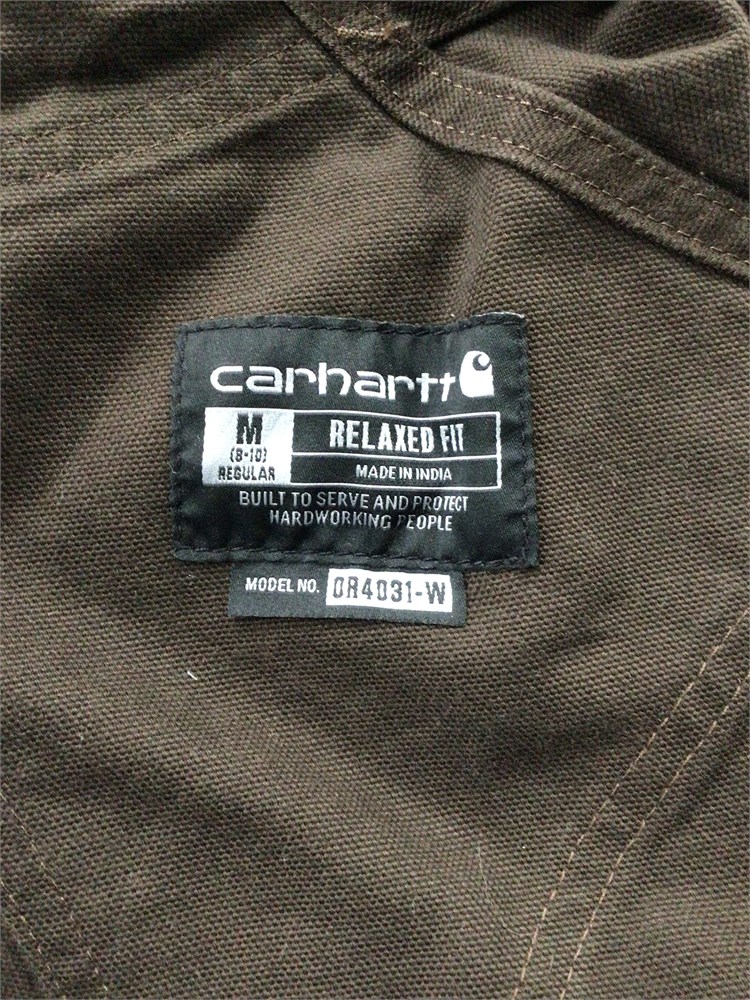 carhartt
M
(8-10)
REGULAR
RELAXED FIT
MADE IN INDIA
BUILT TO SERVE AND PROTECT
HARDWORKING PEOPLE
MODEL NO. OR4031-W